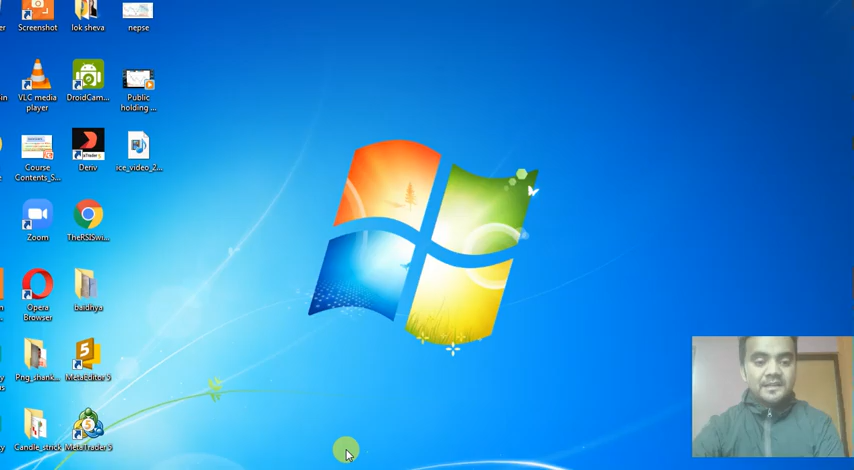 Screenshot
lok sheva
nepse
VLC media
player
DroidCam...
Public
holding ...
Course
Contents_S...
Deriv
ice_video_2...
Zoom
TheRSISwi...
Opera
Browser
baidhya
Png_shank...
MetaEditor 5
Candle_strick
MetaTrader 5